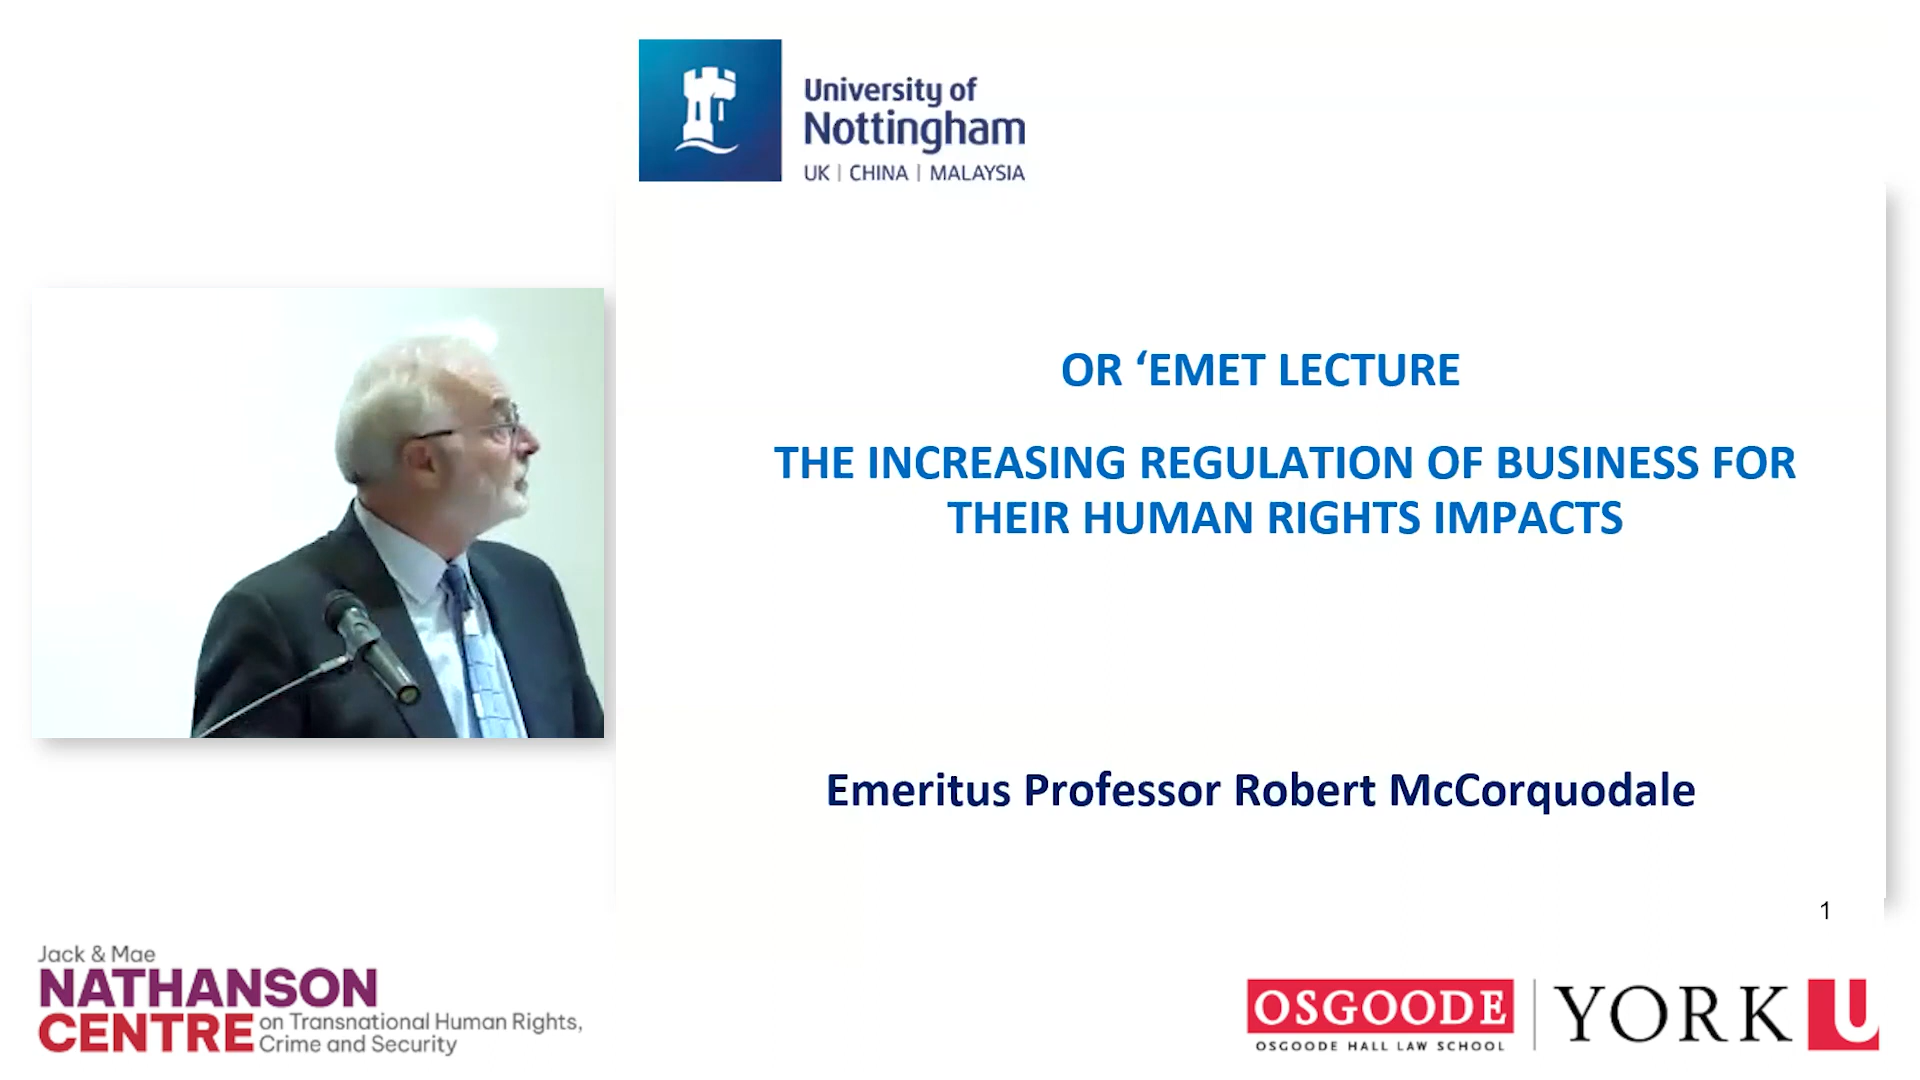 University of
Nottingham
UK | CHINA | MALAYSIA
OR ‘EMET LECTURE
THE INCREASING REGULATION OF BUSINESS FOR
THEIR HUMAN RIGHTS IMPACTS
Emeritus Professor Robert McCorquodale
1
Jack & Mae
NATHANSON
CENTRE on Transnational Human Rights,
Crime and Security
OSGOODE
OSGOODE HALL LAW SCHOOL
YORK U